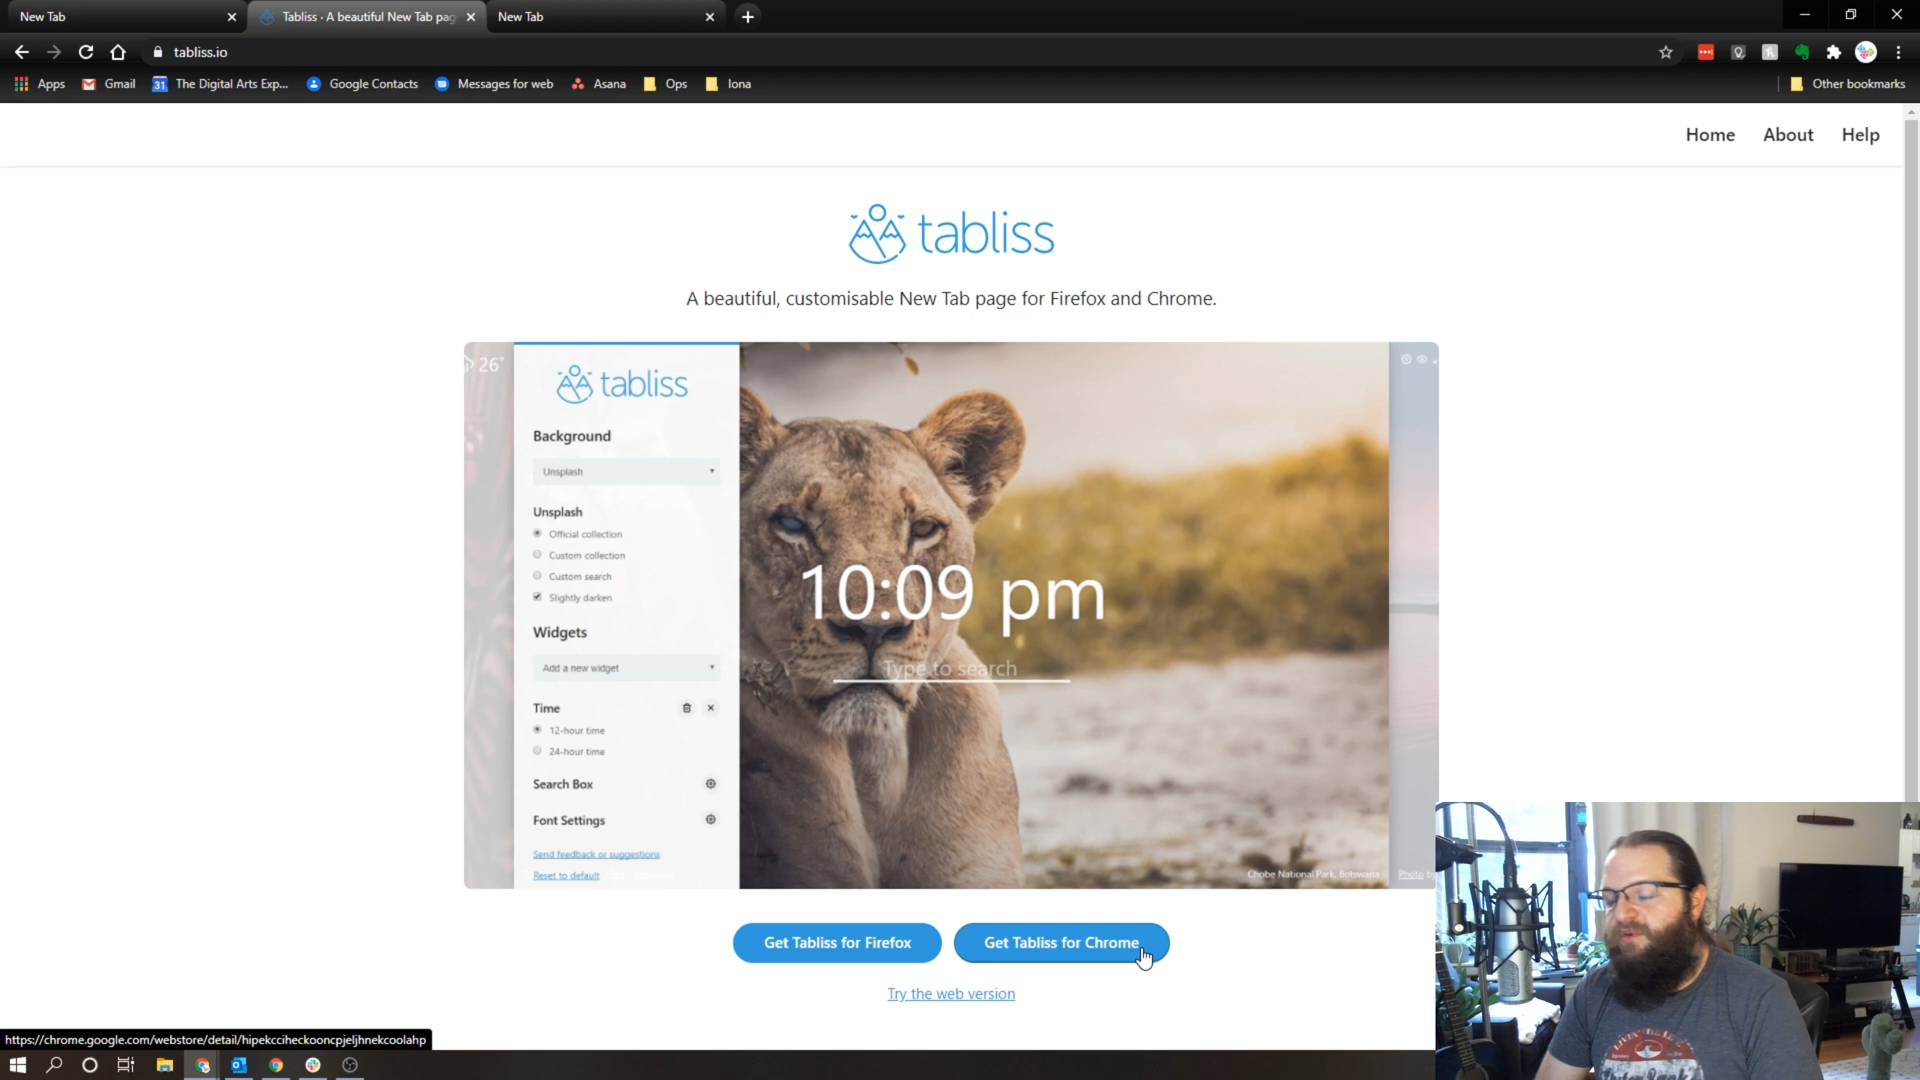 New Tab
Tabliss · A beautiful New Tab pag
New Tab
tabliss.io
Apps
Gmail
31
The Digital Arts Exp...
Google Contacts
Messages for web
Asana
Ops
Iona
Other bookmarks
Home
About
Help
tabliss
A beautiful, customisable New Tab page for Firefox and Chrome.
26°
tabliss
Background
Unsplash
Unsplash
Official collection
Custom collection
Custom search
Slightly darken
Widgets
Add a new widget
Time
12-hour time
24-hour time
Search Box
Font Settings
Send feedback or suggestions
Reset to default
10:09 pm
Type to search
Chobe National Park, Botswana
Photo
Get Tabliss for Firefox
Get Tabliss for Chrome
Try the web version
https://chrome.google.com/webstore/detail/hipekcciheckooncpjeljhnekcoolahp